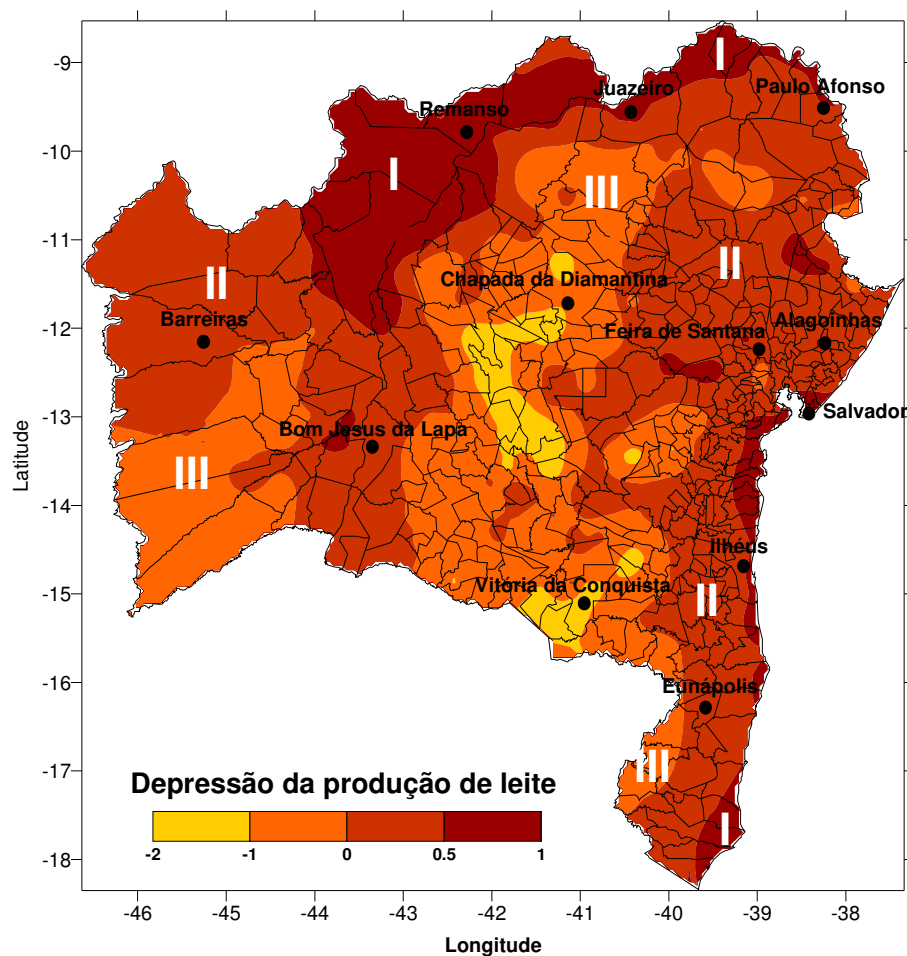 -9
-10
-11
-12
-13
-14
-15
-16
-17
-18
Latitude
I
Juazeiro
Paulo Afonso
Remanso
I
III
II
II
Chapada da Diamantina
Barreiras
Feira de Santana
Alagoinhas
Salvador
Bom Jesus da Lapa
III
Ilhéus
Vitória da Conquista
II
Eunápolis
III
I
Depressão da produção de leite
-2 -1 0 0.5 1
-46 -45 -44 -43 -42 -41 -40 -39 -38
Longitude